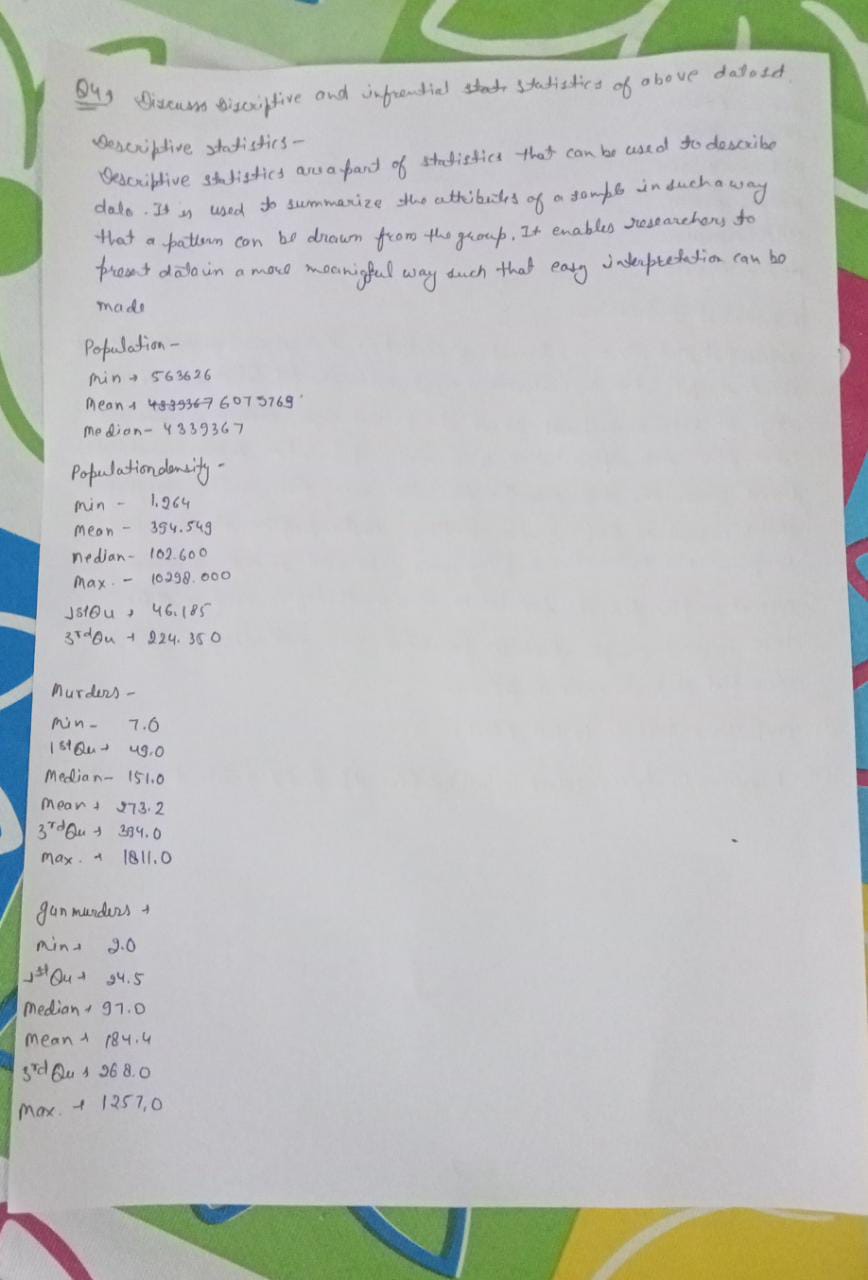 Q4, Discuss Discriptive and infrential statistics of above dataset.
Descriptive statistics -
Descriptive statistics are a part of statistics that can be used to describe
data. It is used to summarize the attributes of a sample in such a way
that a pattern can be drawn from the group. It enables researchers to
present data in a more meaningful way such that easy interpretation can be
made
Population -
Min → 563626
Mean → 6075769
Median - 4339367
Population density -
min - 1.264
mean - 354.549
median - 102.600
Max. - 10298.000
1st Qu → 46.185
3rd Qu → 224.350
Murders -
Min - 7.0
1st Qu → 49.0
Median - 151.0
Mean → 273.2
3rd Qu → 394.0
Max. → 1811.0
gun murders →
Min → 2.0
1st Qu → 24.5
Median → 97.0
Mean → 184.4
3rd Qu → 268.0
Max. → 1257.0